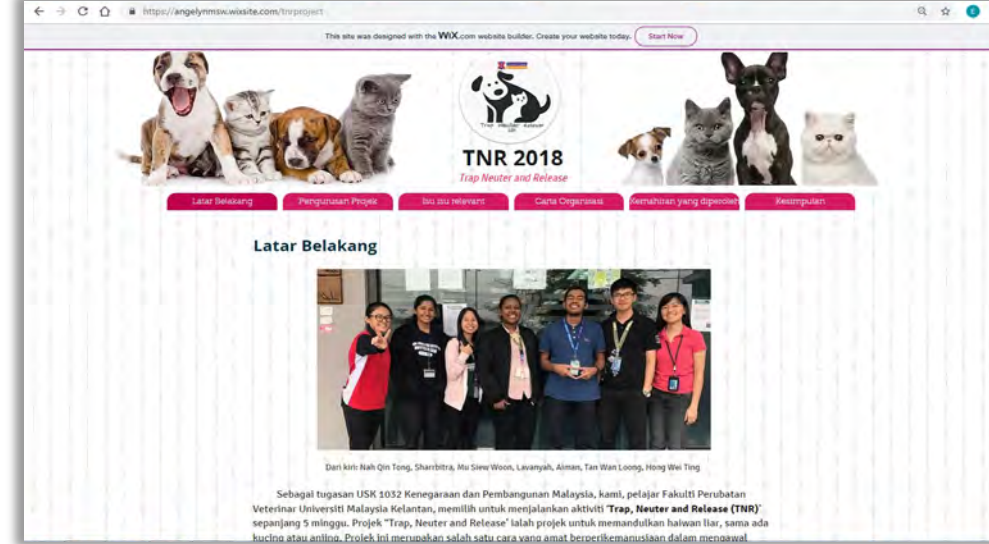 https://angelynmsw.wixsite.com/tnrproject
This site was designed with the WiX.com website builder. Create your website today. Start Now
Trap Neuter Release
TNR 2018
Trap Neuter and Release
Latar Belakang Pengurusan Projek Isu isu relevant Carta Organisasi Kemahiran yang diperoleh Kesimpulan
Latar Belakang
Dari kiri: Nah Qin Tong, Sharrbitra, Mu Siew Woon, Lavanyah, Aiman, Tan Wan Loong, Hong Wei Ting
Sebagai tugasan USK 1032 Kenegaraan dan Pembangunan Malaysia, kami, pelajar Fakulti Perubatan
Veterinar Universiti Malaysia Kelantan, memilih untuk menjalankan aktiviti 'Trap, Neuter and Release (TNR)'
sepanjang 5 minggu. Projek "Trap, Neuter and Release' ialah projek untuk memandulkan haiwan liar, sama ada
kucing atau anjing. Projek ini merupakan salah satu cara yang amat berperikemanusiaan dalam mengawal